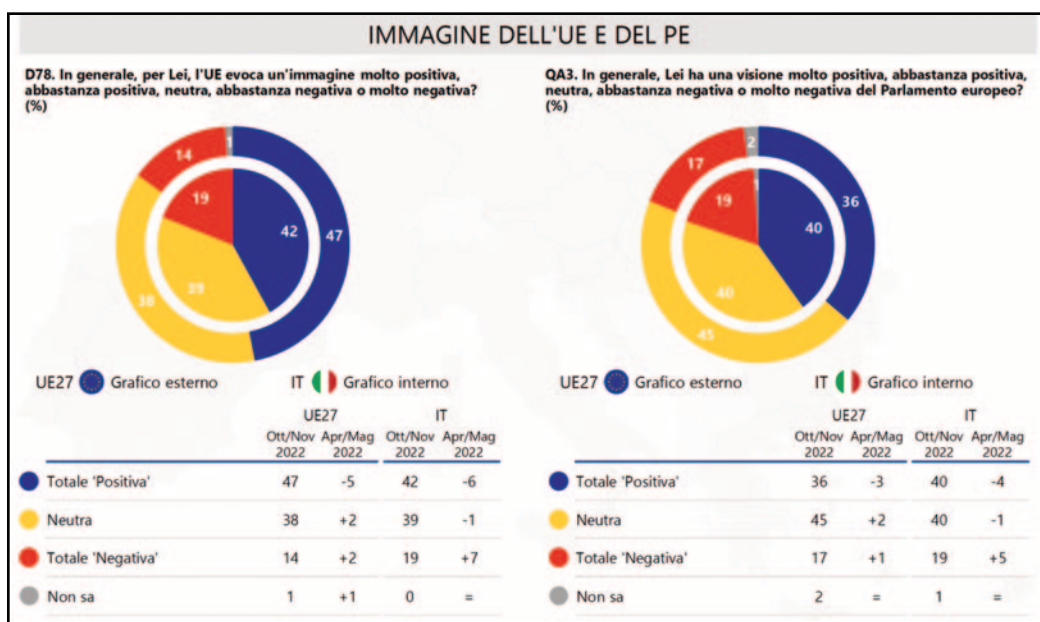 IMMAGINE DELL'UE E DEL PE
D78. In generale, per Lei, l'UE evoca un'immagine molto positiva,
abbastanza positiva, neutra, abbastanza negativa o molto negativa?
(%)
1
14
19
42
47
39
38
UE27 Grafico esterno IT Grafico interno
UE27 IT
Ott/Nov Apr/Mag Ott/Nov Apr/Mag
2022 2022 2022 2022
Totale 'Positiva' 47 -5 42 -6
Neutra 38 +2 39 -1
Totale 'Negativa' 14 +2 19 +7
Non sa 1 +1 0 =
QA3. In generale, Lei ha una visione molto positiva, abbastanza positiva,
neutra, abbastanza negativa o molto negativa del Parlamento europeo?
(%)
2
17
1
19
36
40
40
45
UE27 Grafico esterno IT Grafico interno
UE27 IT
Ott/Nov Apr/Mag Ott/Nov Apr/Mag
2022 2022 2022 2022
Totale 'Positiva' 36 -3 40 -4
Neutra 45 +2 40 -1
Totale 'Negativa' 17 +1 19 +5
Non sa 2 = 1 =